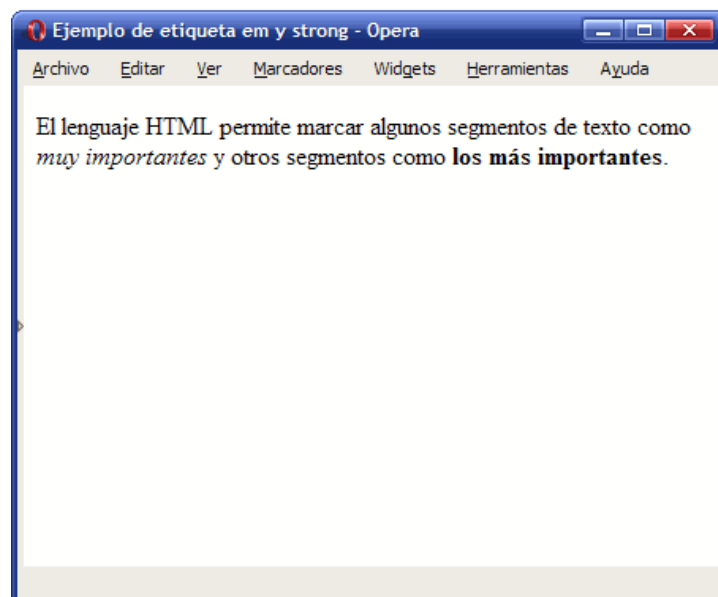 Ejemplo de etiqueta em y strong - Opera
Archivo Editar Ver Marcadores Widgets Herramientas Ayuda
El lenguaje HTML permite marcar algunos segmentos de texto como
muy importantes y otros segmentos como los más importantes.